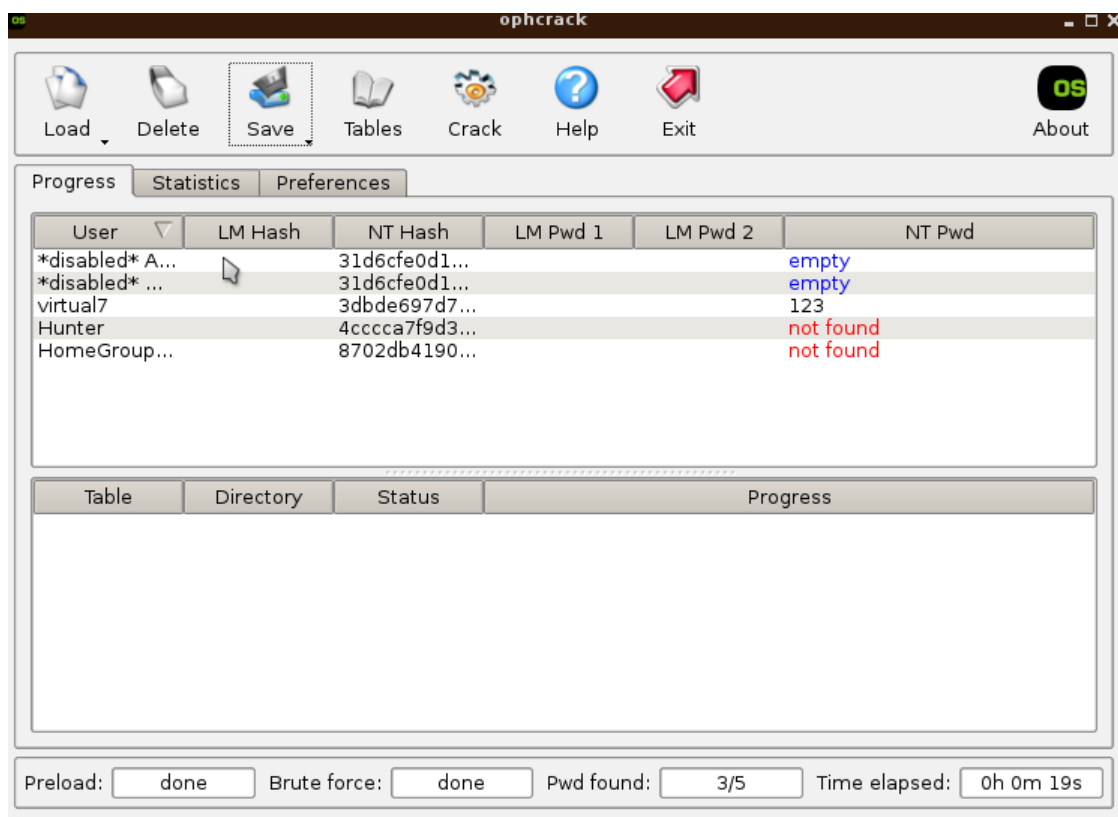 os ophcrack
os
Load Delete Save Tables Crack Help Exit About
Progress Statistics Preferences
User LM Hash NT Hash LM Pwd 1 LM Pwd 2 NT Pwd
*disabled* A... 31d6cfe0d1... empty
*disabled* ... 31d6cfe0d1... empty
virtual7 3dbde697d7... 123
Hunter 4cccca7f9d3... not found
HomeGroup... 8702db4190... not found
Table Directory Status Progress
Preload: done Brute force: done Pwd found: 3/5 Time elapsed: 0h 0m 19s